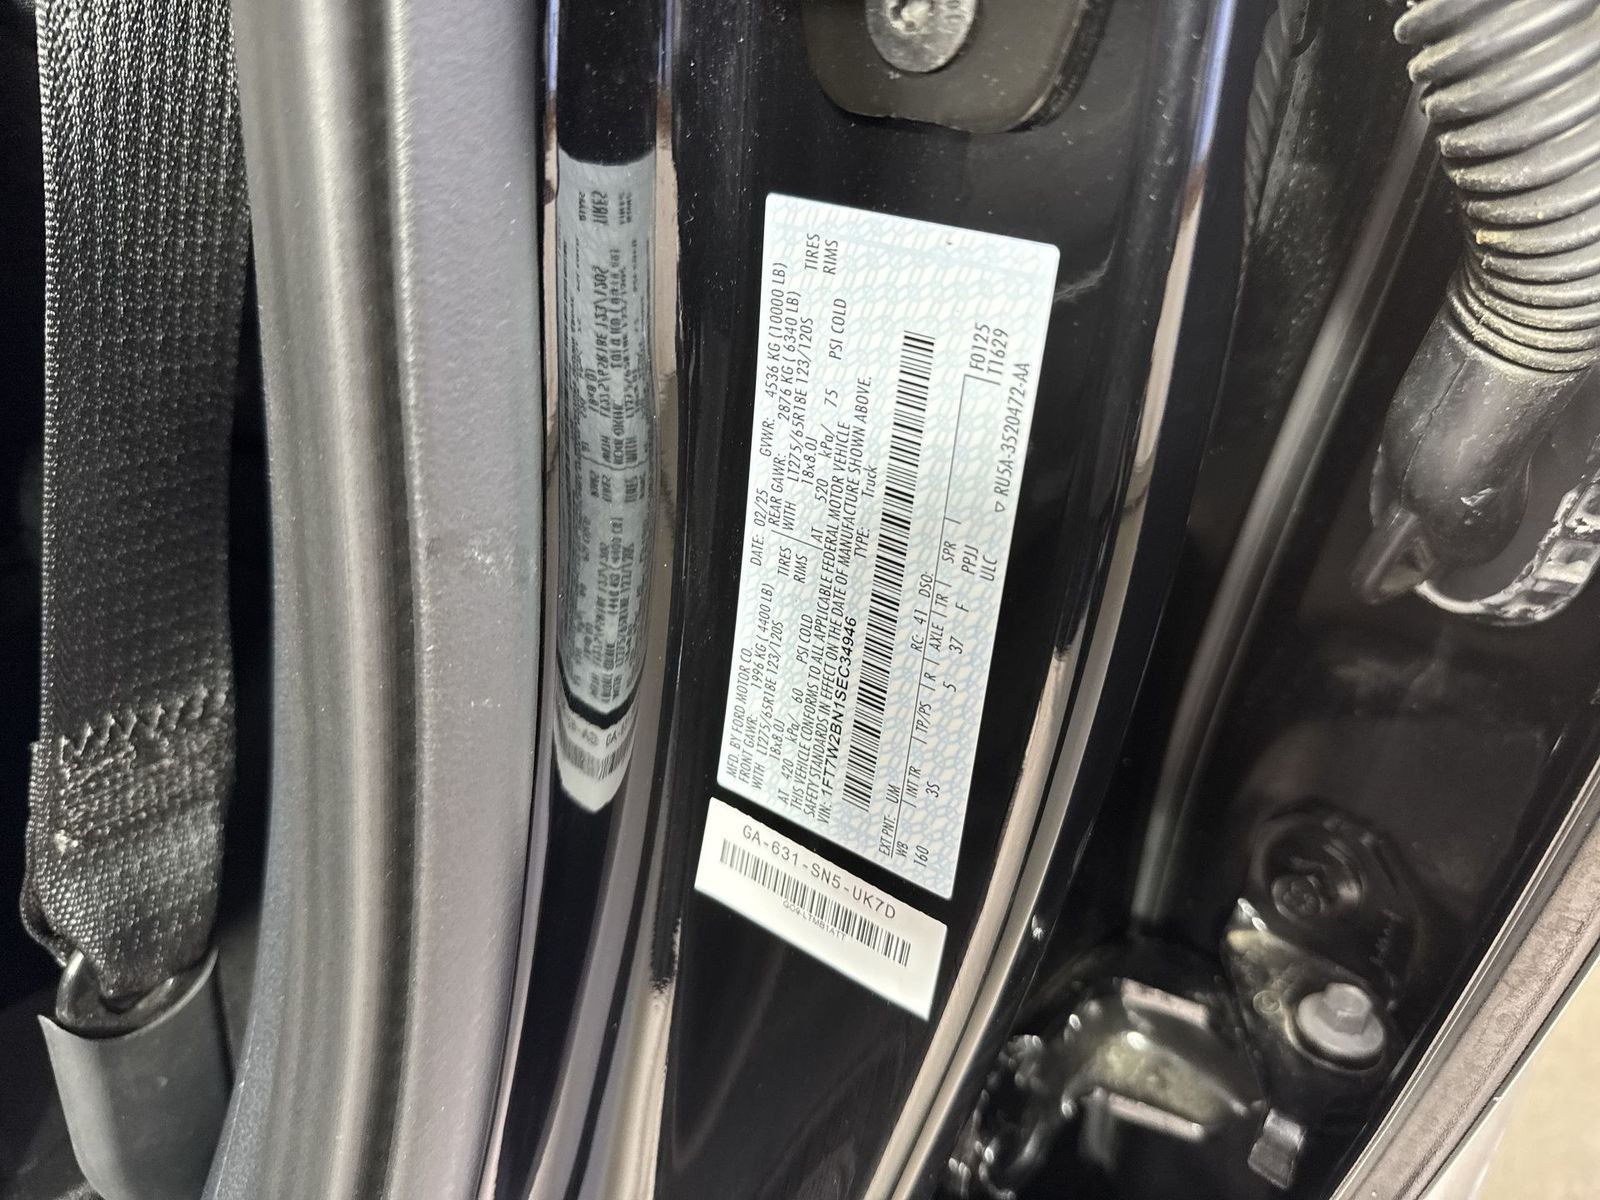 MFD. BY FORD MOTOR CO.
DATE: 02/25 GVWR: 4536 KG (10000 LB)
FRONT GAWR: 1996 KG (4400 LB) REAR GAWR: 2876 KG (6340 LB)
WITH LT275/65R18E 123/120S TIRES WITH LT275/65R18E 123/120S TIRES
18x8.0J RIMS 18x8.0J RIMS
AT 420 kPa/ 60 PSI COLD AT 520 kPa/ 75 PSI COLD
THIS VEHICLE CONFORMS TO ALL APPLICABLE FEDERAL MOTOR VEHICLE
SAFETY STANDARDS IN EFFECT ON THE DATE OF MANUFACTURE SHOWN ABOVE.
VIN: 1FT7W2BN1SEC34946 TYPE: Truck
EXT PNT: UM RC: 41 DSO:
WB INT TR TP/PS R AXLE TR SPR F0125
160 3S 5 37 F PPJJ T1629
ULC
▽ RU5A-3520472-AA
GA-631-SN5-UK7D